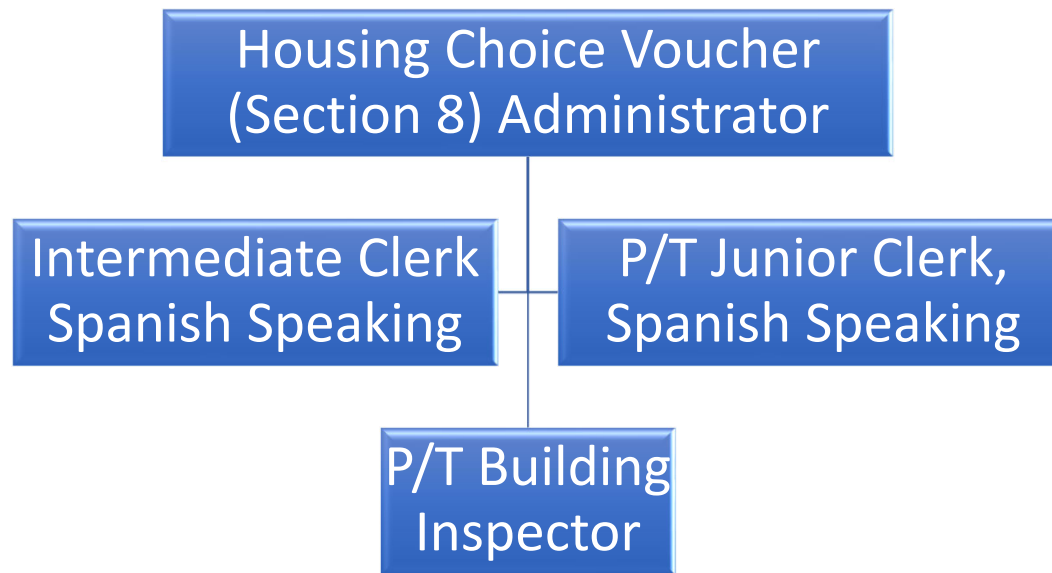 Housing Choice Voucher
(Section 8) Administrator
Intermediate Clerk
Spanish Speaking
P/T Junior Clerk,
Spanish Speaking
P/T Building
Inspector